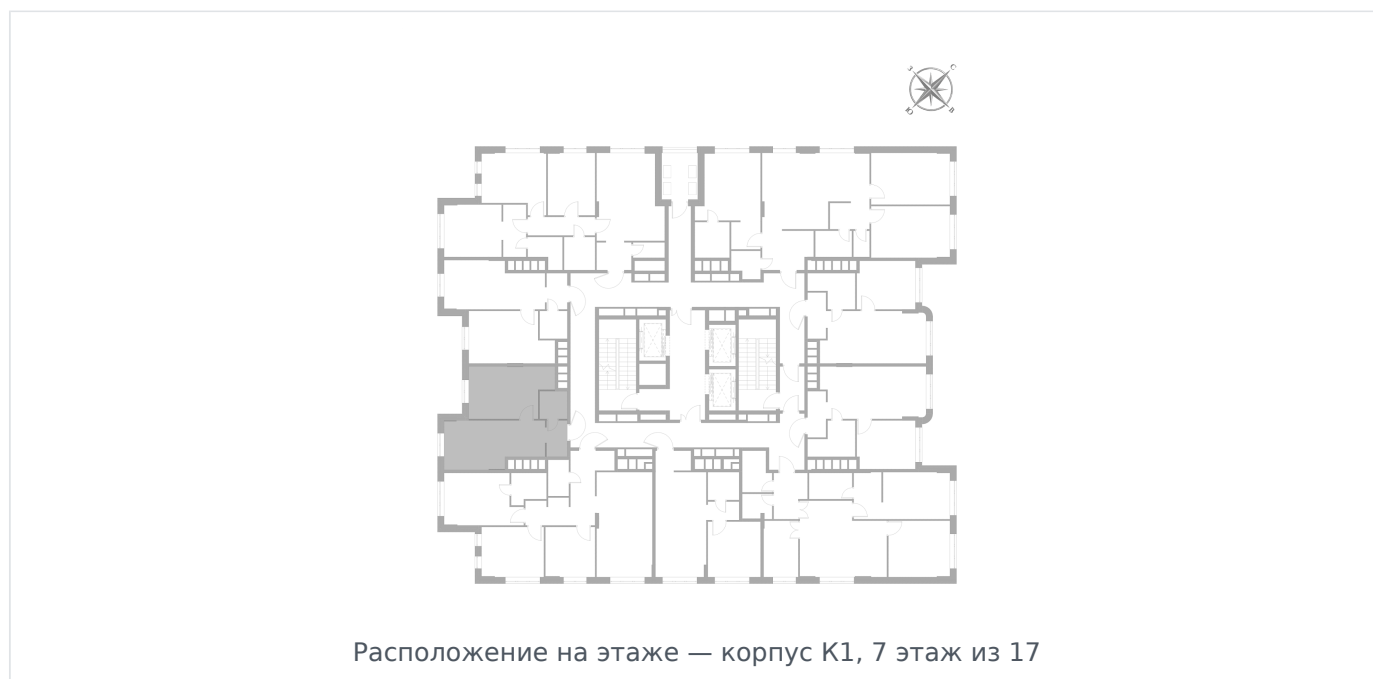 З С
Ю В
Расположение на этаже — корпус К1, 7 этаж из 17